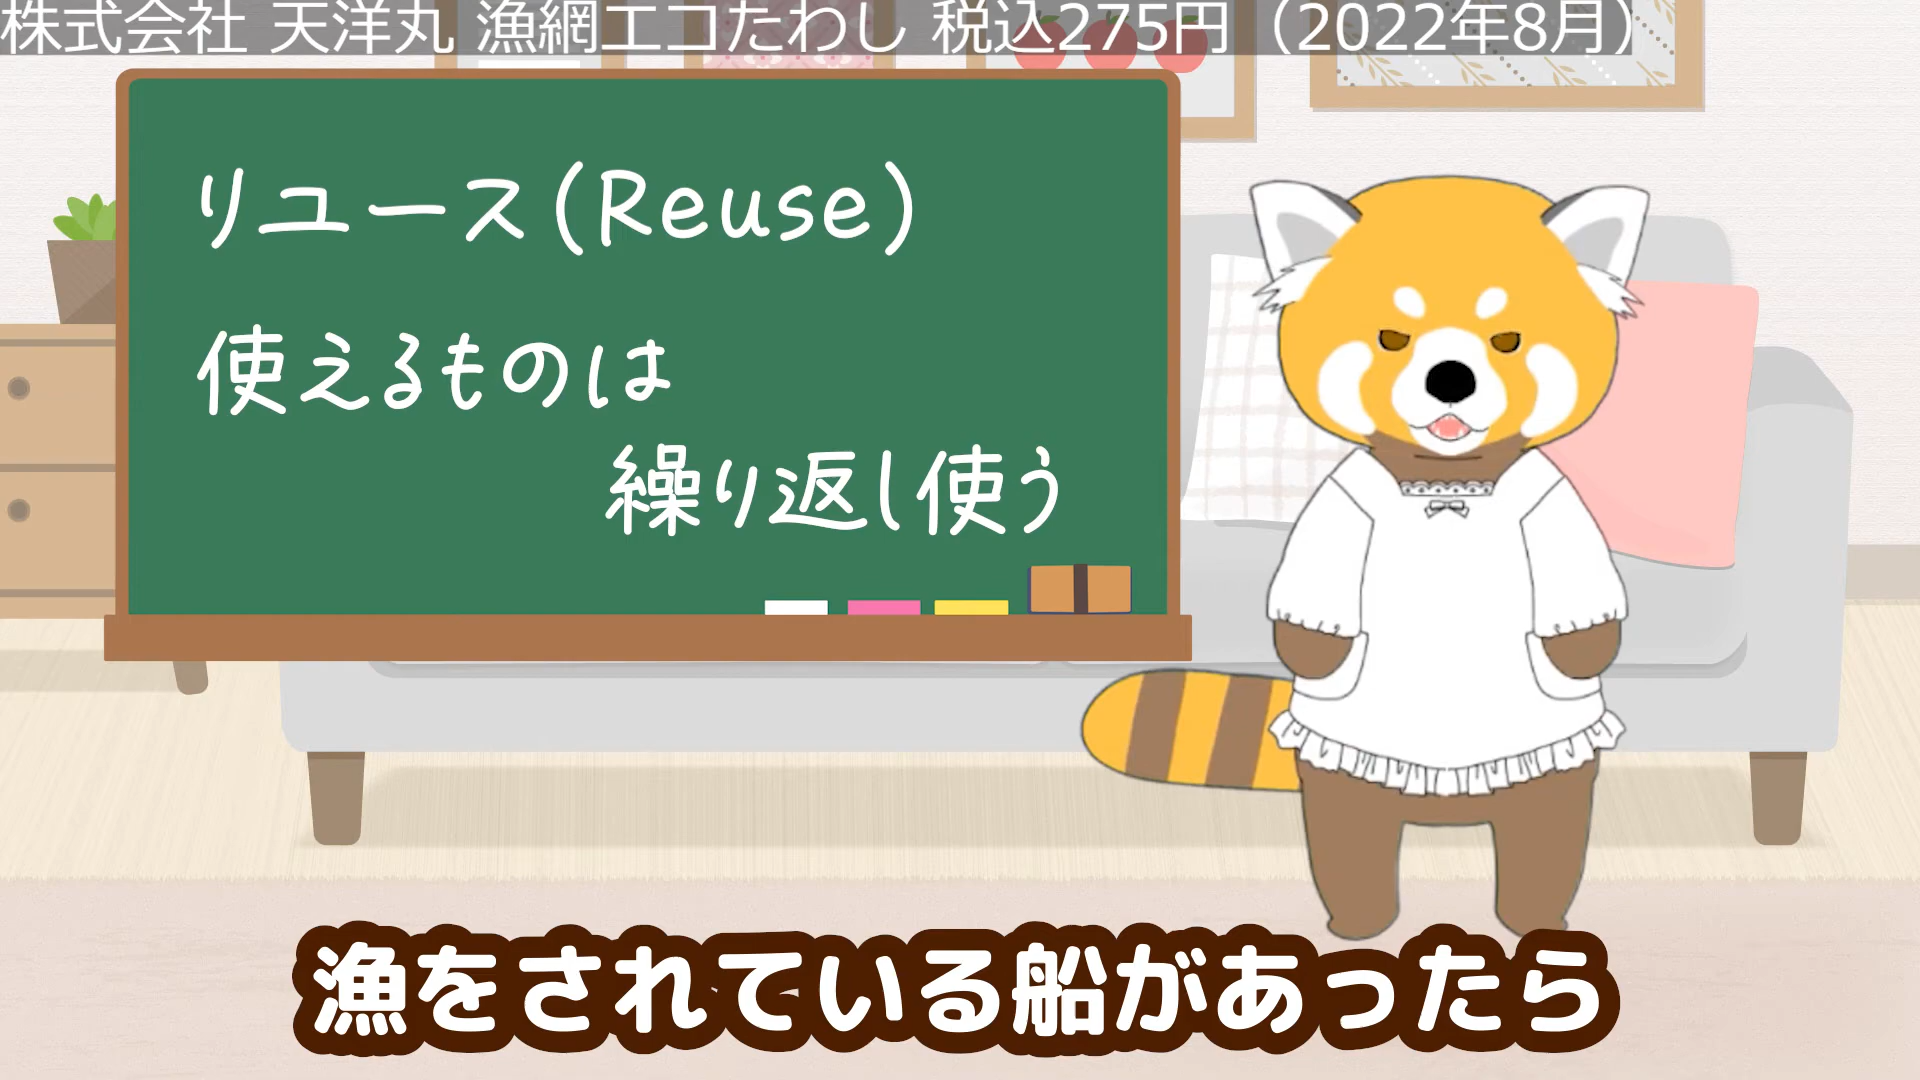 株式会社 天洋丸 漁網エコたわし 税込275円（2022年8月）
リユース(Reuse)
使えるものは
繰り返し使う
漁をされている船があったら